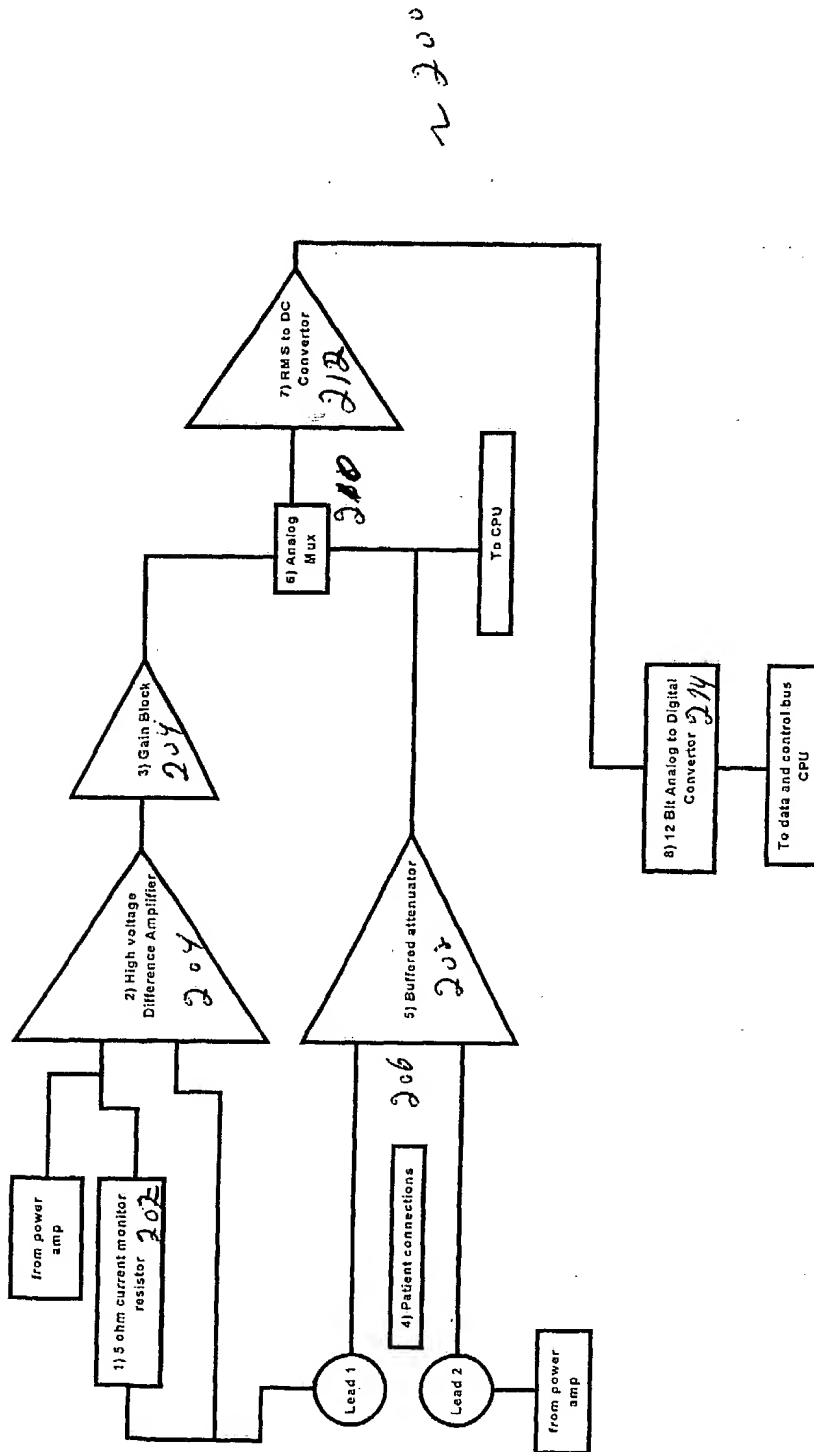 ~ 200
from power
amp
1) 5 ohm current monitor
resistor 202
2) High voltage
Difference Amplifier
204
3) Gain Block
204
Lead 1
Lead 2
from power
amp
4) Patient connections
206
5) Buffered attenuator
6) Analog
Mux
7) RMS to DC
Convertor
212
To CPU
8) 12 Bit Analog to Digital
Convertor 214
To data and control bus
CPU